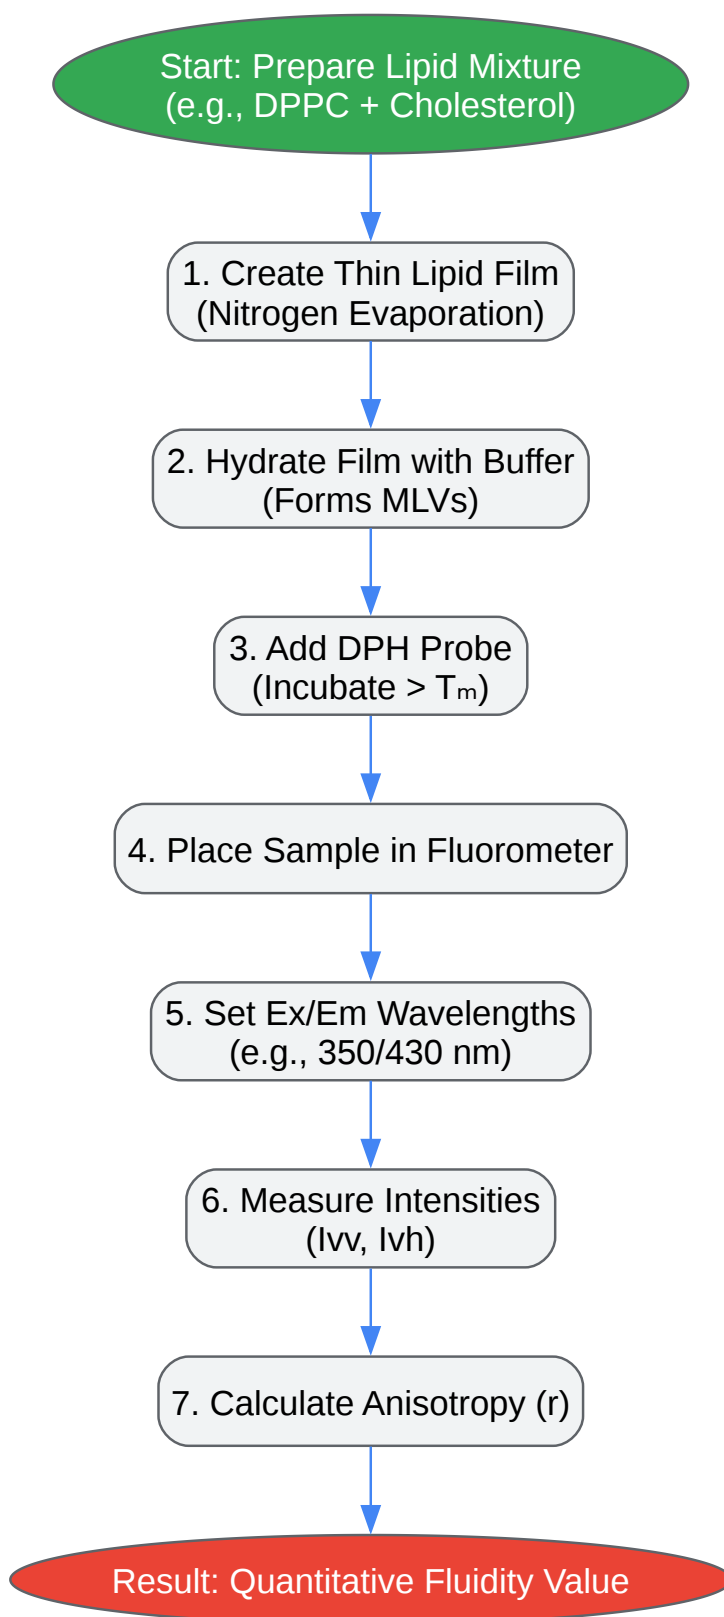 Start: Prepare Lipid Mixture
(e.g., DPPC + Cholesterol)
1. Create Thin Lipid Film
(Nitrogen Evaporation)
2. Hydrate Film with Buffer
(Forms MLVs)
3. Add DPH Probe
(Incubate > Tₘ)
4. Place Sample in Fluorometer
5. Set Ex/Em Wavelengths
(e.g., 350/430 nm)
6. Measure Intensities
(Ivv, Ivh)
7. Calculate Anisotropy (r)
Result: Quantitative Fluidity Value